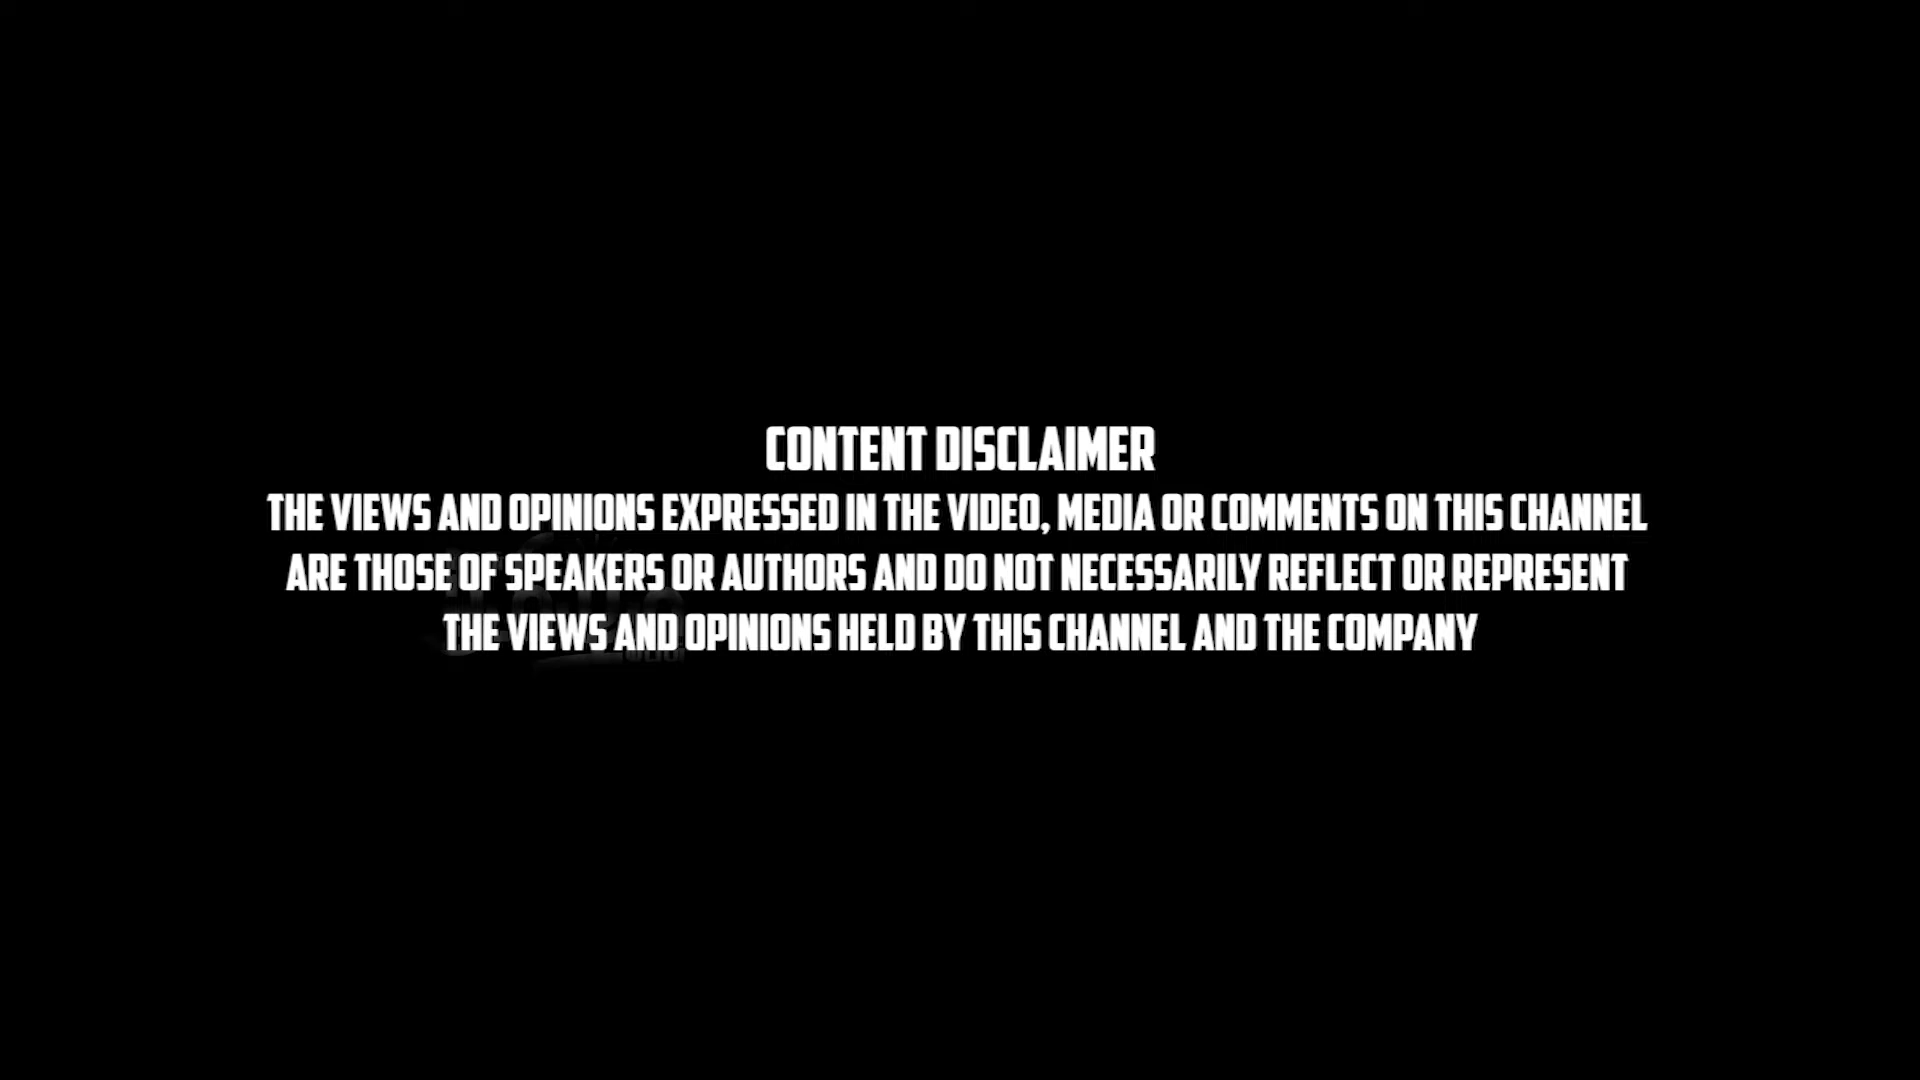 CONTENT DISCLAIMER
THE VIEWS AND OPINIONS EXPRESSED IN THE VIDEO, MEDIA OR COMMENTS ON THIS CHANNEL
ARE THOSE OF SPEAKERS OR AUTHORS AND DO NOT NECESSARILY REFLECT OR REPRESENT
THE VIEWS AND OPINIONS HELD BY THIS CHANNEL AND THE COMPANY